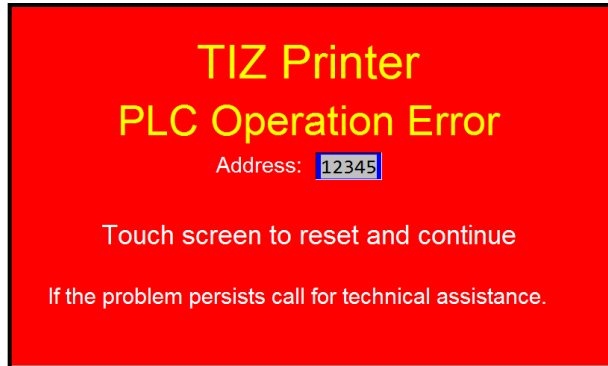 TIZ Printer
PLC Operation Error
Address: 12345
Touch screen to reset and continue
If the problem persists call for technical assistance.